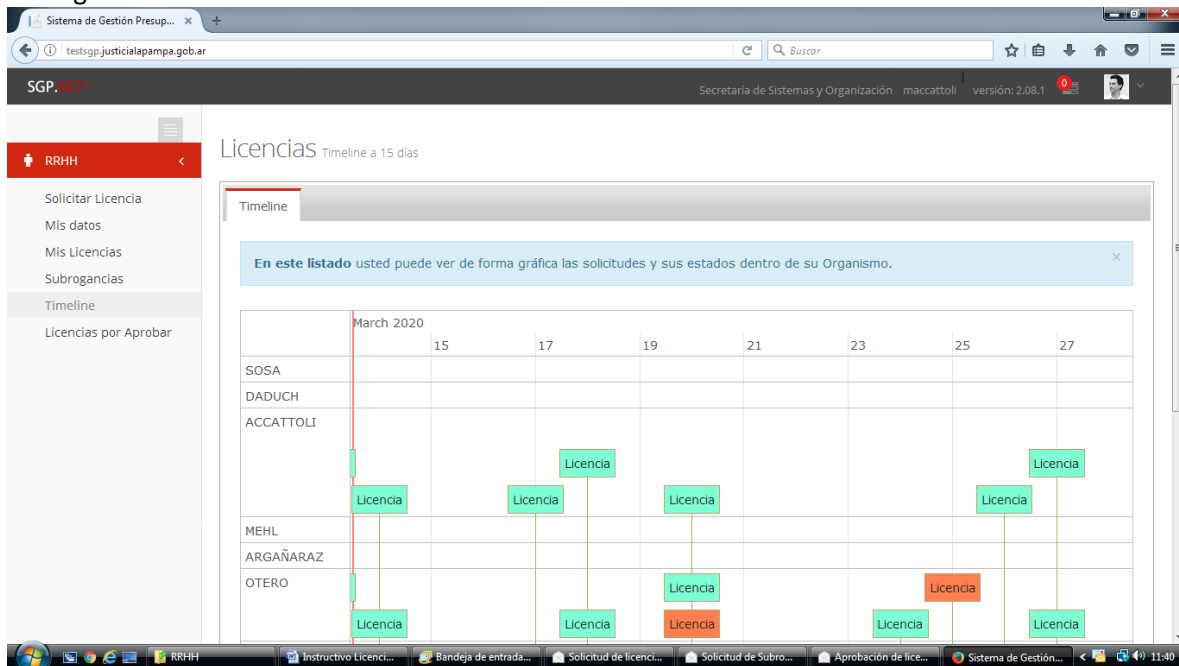 Sistema de Gestión Presup...
testsgp.justicialapampa.gob.ar
Buscar
SGP.NET?
Secretaría de Sistemas y Organización maccattoli versión: 2.08.1 0
RRHH
Solicitar Licencia
Mis datos
Mis Licencias
Subrogancias
Timeline
Licencias por Aprobar
Licencias Timeline a 15 días
Timeline
En este listado usted puede ver de forma gráfica las solicitudes y sus estados dentro de su Organismo.
March 2020
15 17 19 21 23 25 27
SOSA
DADUCH
ACCATTOLI
Licencia Licencia
Licencia Licencia Licencia Licencia
MEHL
ARGAÑARAZ
OTERO
Licencia Licencia
Licencia Licencia Licencia Licencia Licencia
RRHH Instructivo Licenci... Bandeja de entrada... Solicitud de licenci... Solicitud de Subro... Aprobación de lice... Sistema de Gestión... 11:40